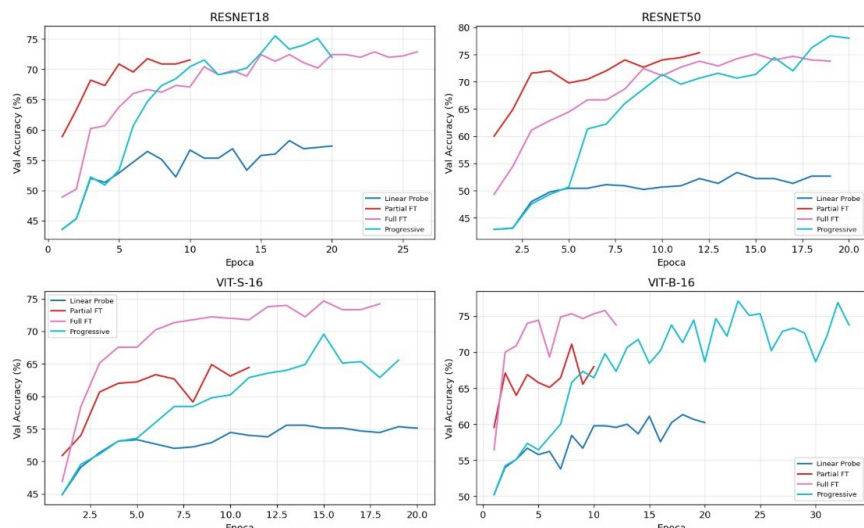 RESNET18
75
70
65
60
55
50
45
Val Accuracy (%)
0
5
10
15
20
25
Epoca
Linear Probe
Partial FT
Full FT
Progressive
RESNET50
80
75
70
65
60
55
50
45
Val Accuracy (%)
2.5
5.0
7.5
10.0
12.5
15.0
17.5
20.0
Epoca
Linear Probe
Partial FT
Full FT
Progressive
VIT-S-16
75
70
65
60
55
50
45
Val Accuracy (%)
Linear Probe
Partial FT
Full FT
Progressive
2.5
5.0
7.5
10.0
12.5
15.0
17.5
20.0
Epoca
VIT-B-16
75
70
65
60
55
50
Val Accuracy (%)
0
5
10
15
20
25
30
Epoca
Linear Probe
Partial FT
Full FT
Progressive